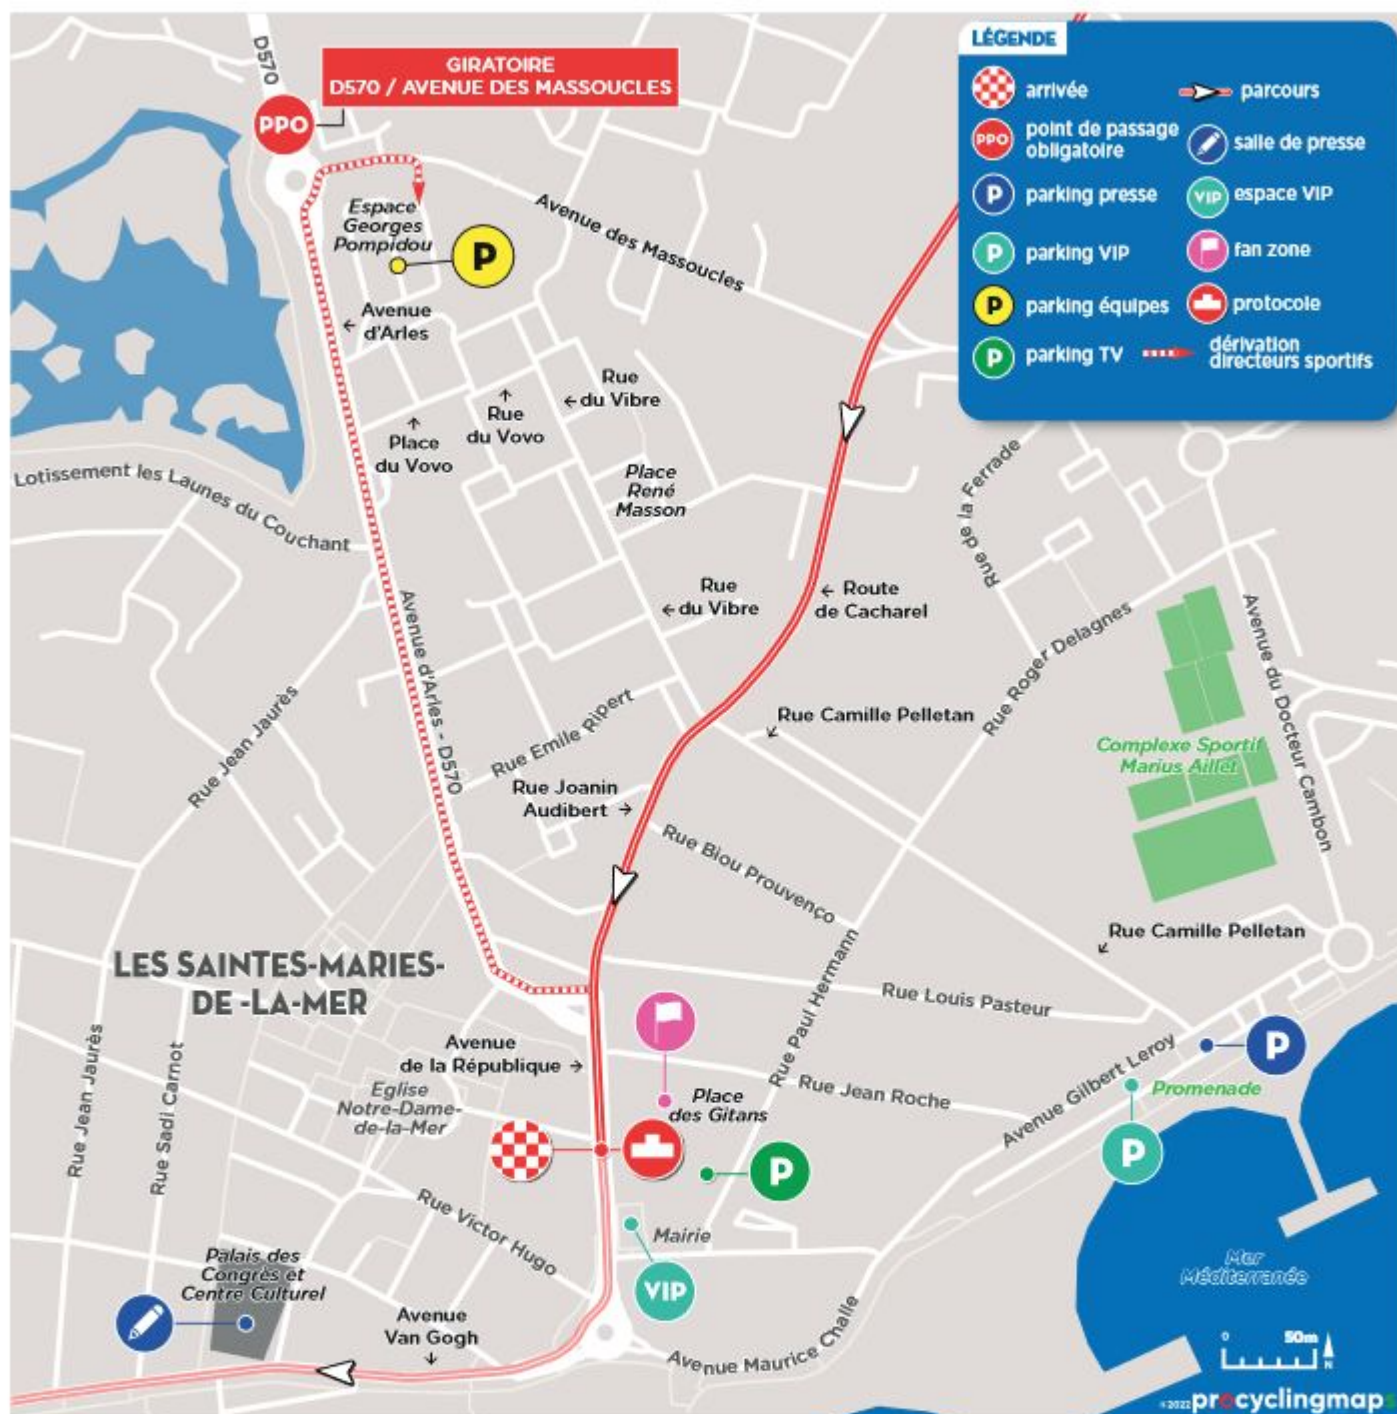 D570
GIRATOIRE
D570 / AVENUE DES MASSOUCLES
PPO
LÉGENDE
arrivée
parcours
PPO
point de passage
obligatoire
salle de presse
P
parking presse
VIP
espace VIP
P
parking VIP
fan zone
P
parking équipes
protocole
P
parking TV
dérivation
directeurs sportifs
Espace
Georges
Pompidou
P
Avenue des Massoucles
Avenue
d'Arles
Rue
du Vibre
Rue
du Vovo
Place
du Vovo
Place
René
Masson
Lotissement les Launes du Couchant
Rue de la Ferrade
Rue
du Vibre
Route
de Cacharel
Avenue d'Arles - D570
Rue Roger Delagnes
Avenue du Docteur Cambon
Rue Jean Jaurès
Rue Emile Ripert
Rue Camille Pelletan
Complexe Sportif
Marius Aillet
Rue Joanin
Audibert
Rue Biou Prouvenço
Rue Camille Pelletan
LES SAINTES-MARIES-
DE -LA-MER
Rue Paul Hermann
Rue Louis Pasteur
Avenue
de la République
P
Rue Jean Jaurès
Rue Sadi Carnot
Eglise
Notre-Dame-
de-la-Mer
Place
des Gitans
Rue Jean Roche
Avenue Gilbert Leroy
Promenade
P
P
Rue Victor Hugo
Mairie
VIP
Palais des
Congrès et
Centre Culturel
Mer
Méditerranée
Avenue
Van Gogh
Avenue Maurice Challe
0 50m
N
©2022 procyclingmaps